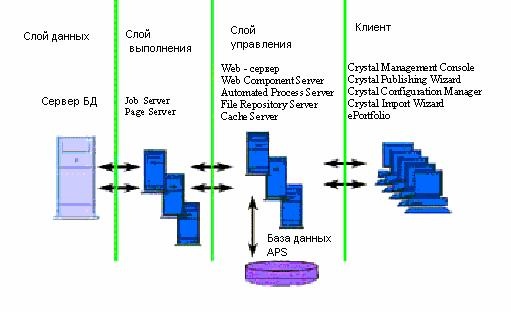 Слой данных
Сервер БД
Слой
выполнения
Job Server
Page Server
Слой
управления
Web - сервер
Web Component Server
Automated Process Server
File Repository Server
Cache Server
База данных
APS
Клиент
Crystal Management Console
Crystal Publishing Wizard
Crystal Configuration Manager
Crystal Import Wizard
ePortfolio